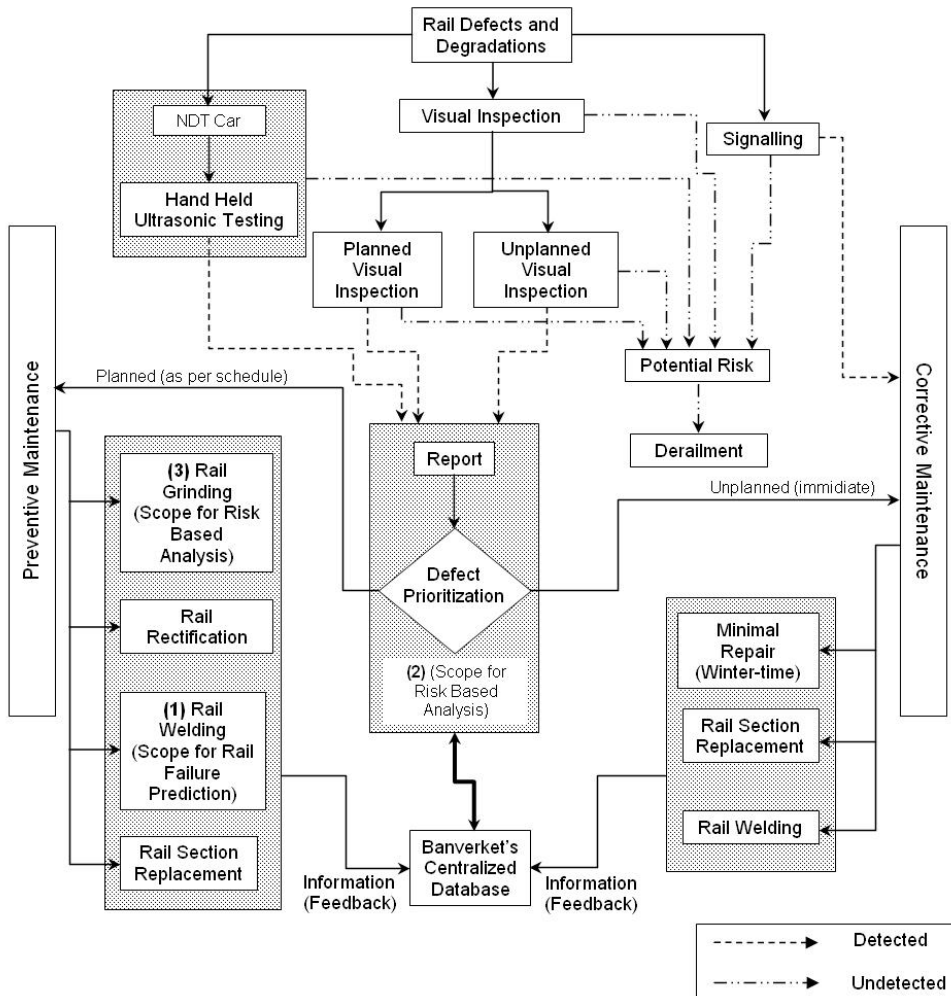 Rail Defects and
Degradations
NDT Car
Visual Inspection
Signalling
Hand Held
Ultrasonic Testing
Planned
Visual
Inspection
Unplanned
Visual
Inspection
Potential Risk
Planned (as per schedule)
Derailment
Preventive Maintenance
Corrective Maintenance
Report
Unplanned (immidiate)
(3) Rail
Grinding
(Scope for Risk
Based
Analysis)
Defect
Prioritization
Rail
Rectification
(2) (Scope for
Risk Based
Analysis)
Minimal
Repair
(Winter-time)
(1) Rail
Welding
(Scope for Rail
Failure
Prediction)
Rail Section
Replacement
Rail Welding
Rail Section
Replacement
Banverket's
Centralized
Database
Information
(Feedback)
Information
(Feedback)
Detected
Undetected